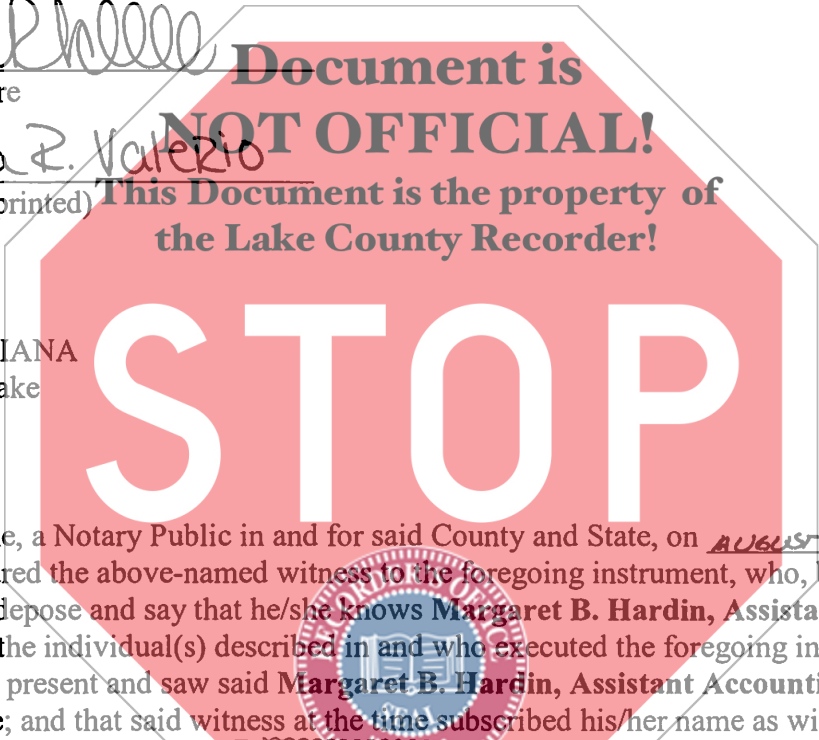 Document is
re
NOT OFFICIAL!
R. Valerio
This Document is the property of
printed)
the Lake County Recorder!
IANA
ake
STOP
e, a Notary Public in and for said County and State, on AUGUST
red the above-named witness to the foregoing instrument, who,
depose and say that he/she knows Margaret B. Hardin, Assista
the individual(s) described in and who executed the foregoing in
present and saw said Margaret B. Hardin, Assistant Accounti
e; and that said witness at the time subscribed his/her name as wi
SEAL